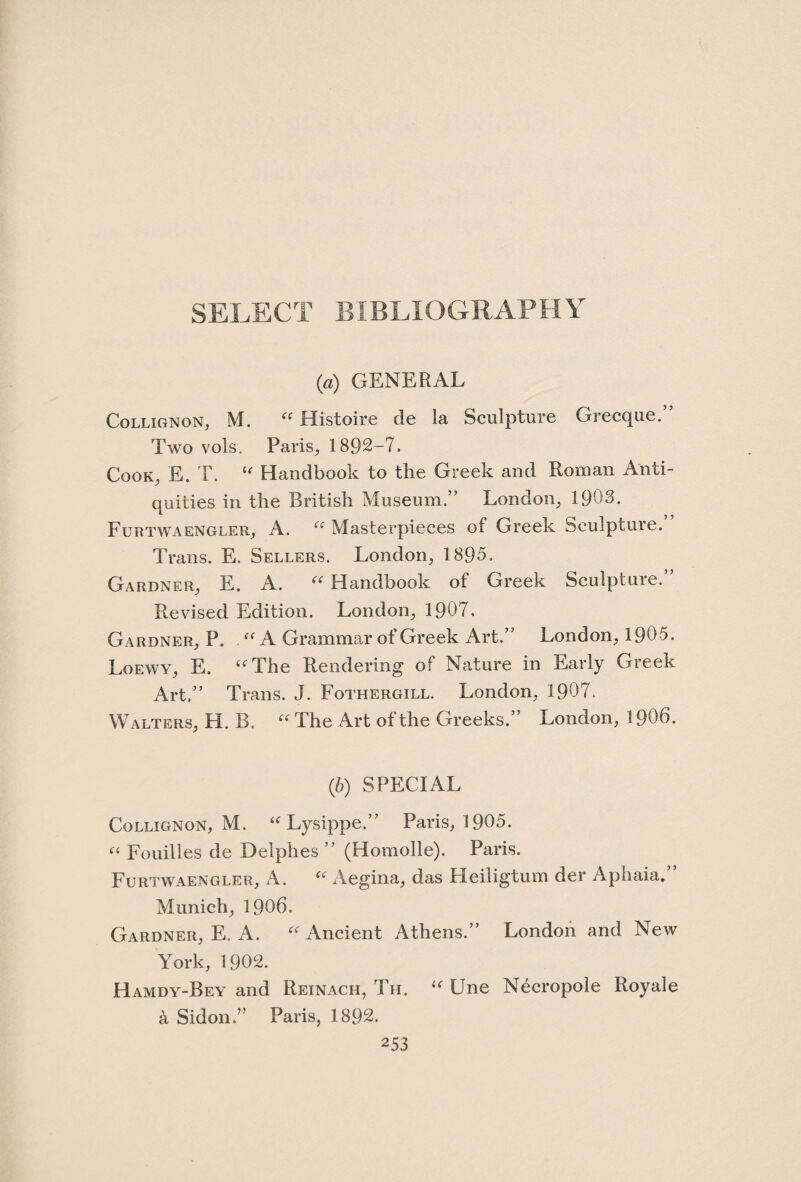 SELECT BIBLIOGRAPHY
(a) GENERAL
COLLIGNON, M. “Histoire de la Sculpture Grecque.”
Two vols. Paris, 1892-7.
COOK, E. T. “Handbook to the Greek and Roman Anti-
quities in the British Museum.” London, 1903.
FURTWAENGLER, A. “Masterpieces of Greek Sculpture.”
Trans. E. SELLERS. London, 1895.
GARDNER, E. A. “Handbook of Greek Sculpture.”
Revised Edition. London, 1907.
GARDNER, P. “A Grammar of Greek Art.” London, 1905.
LOEWY, E. “The Rendering of Nature in Early Greek
Art.” Trans. J. FOTHERGILL. London, 1907.
WALTERS, H. B. “The Art of the Greeks.” London, 1906.
(b) SPECIAL
COLLIGNON, M. “Lysippe.” Paris, 1905.
“Fouilles de Delphes” (Homolle). Paris.
FURTWAENGLER, A. “Aegina, das Heiligtum der Aphaia.”
Munich, 1906.
GARDNER, E. A. “Ancient Athens.” London and New
York, 1902.
HAMDY-BEY and REINACH, TH. “Une Nécropole Royale
à Sidon.” Paris, 1892.
253